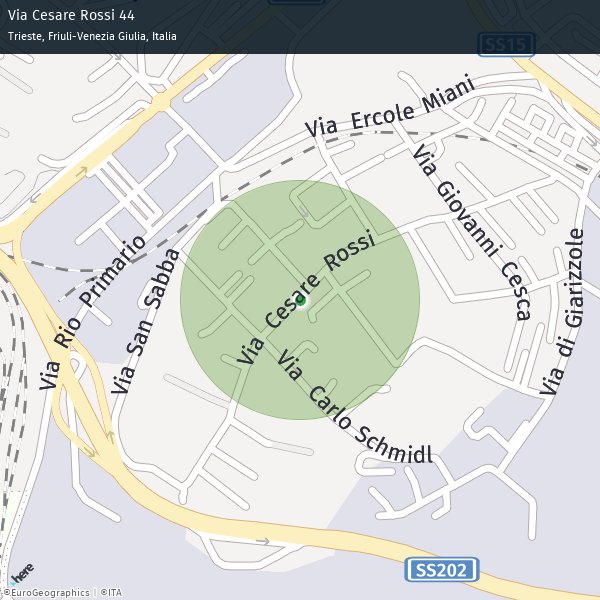 Via Cesare Rossi 44
Trieste, Friuli-Venezia Giulia, Italia
SS15
Via Ercole Miani
Via Giovanni Cesca
Via Cesare Rossi
Via Rio Primario
Via San Sabba
Via di Giarizzole
Via Carlo Schmidl
SS202
here
©EuroGeographics | ©ITA